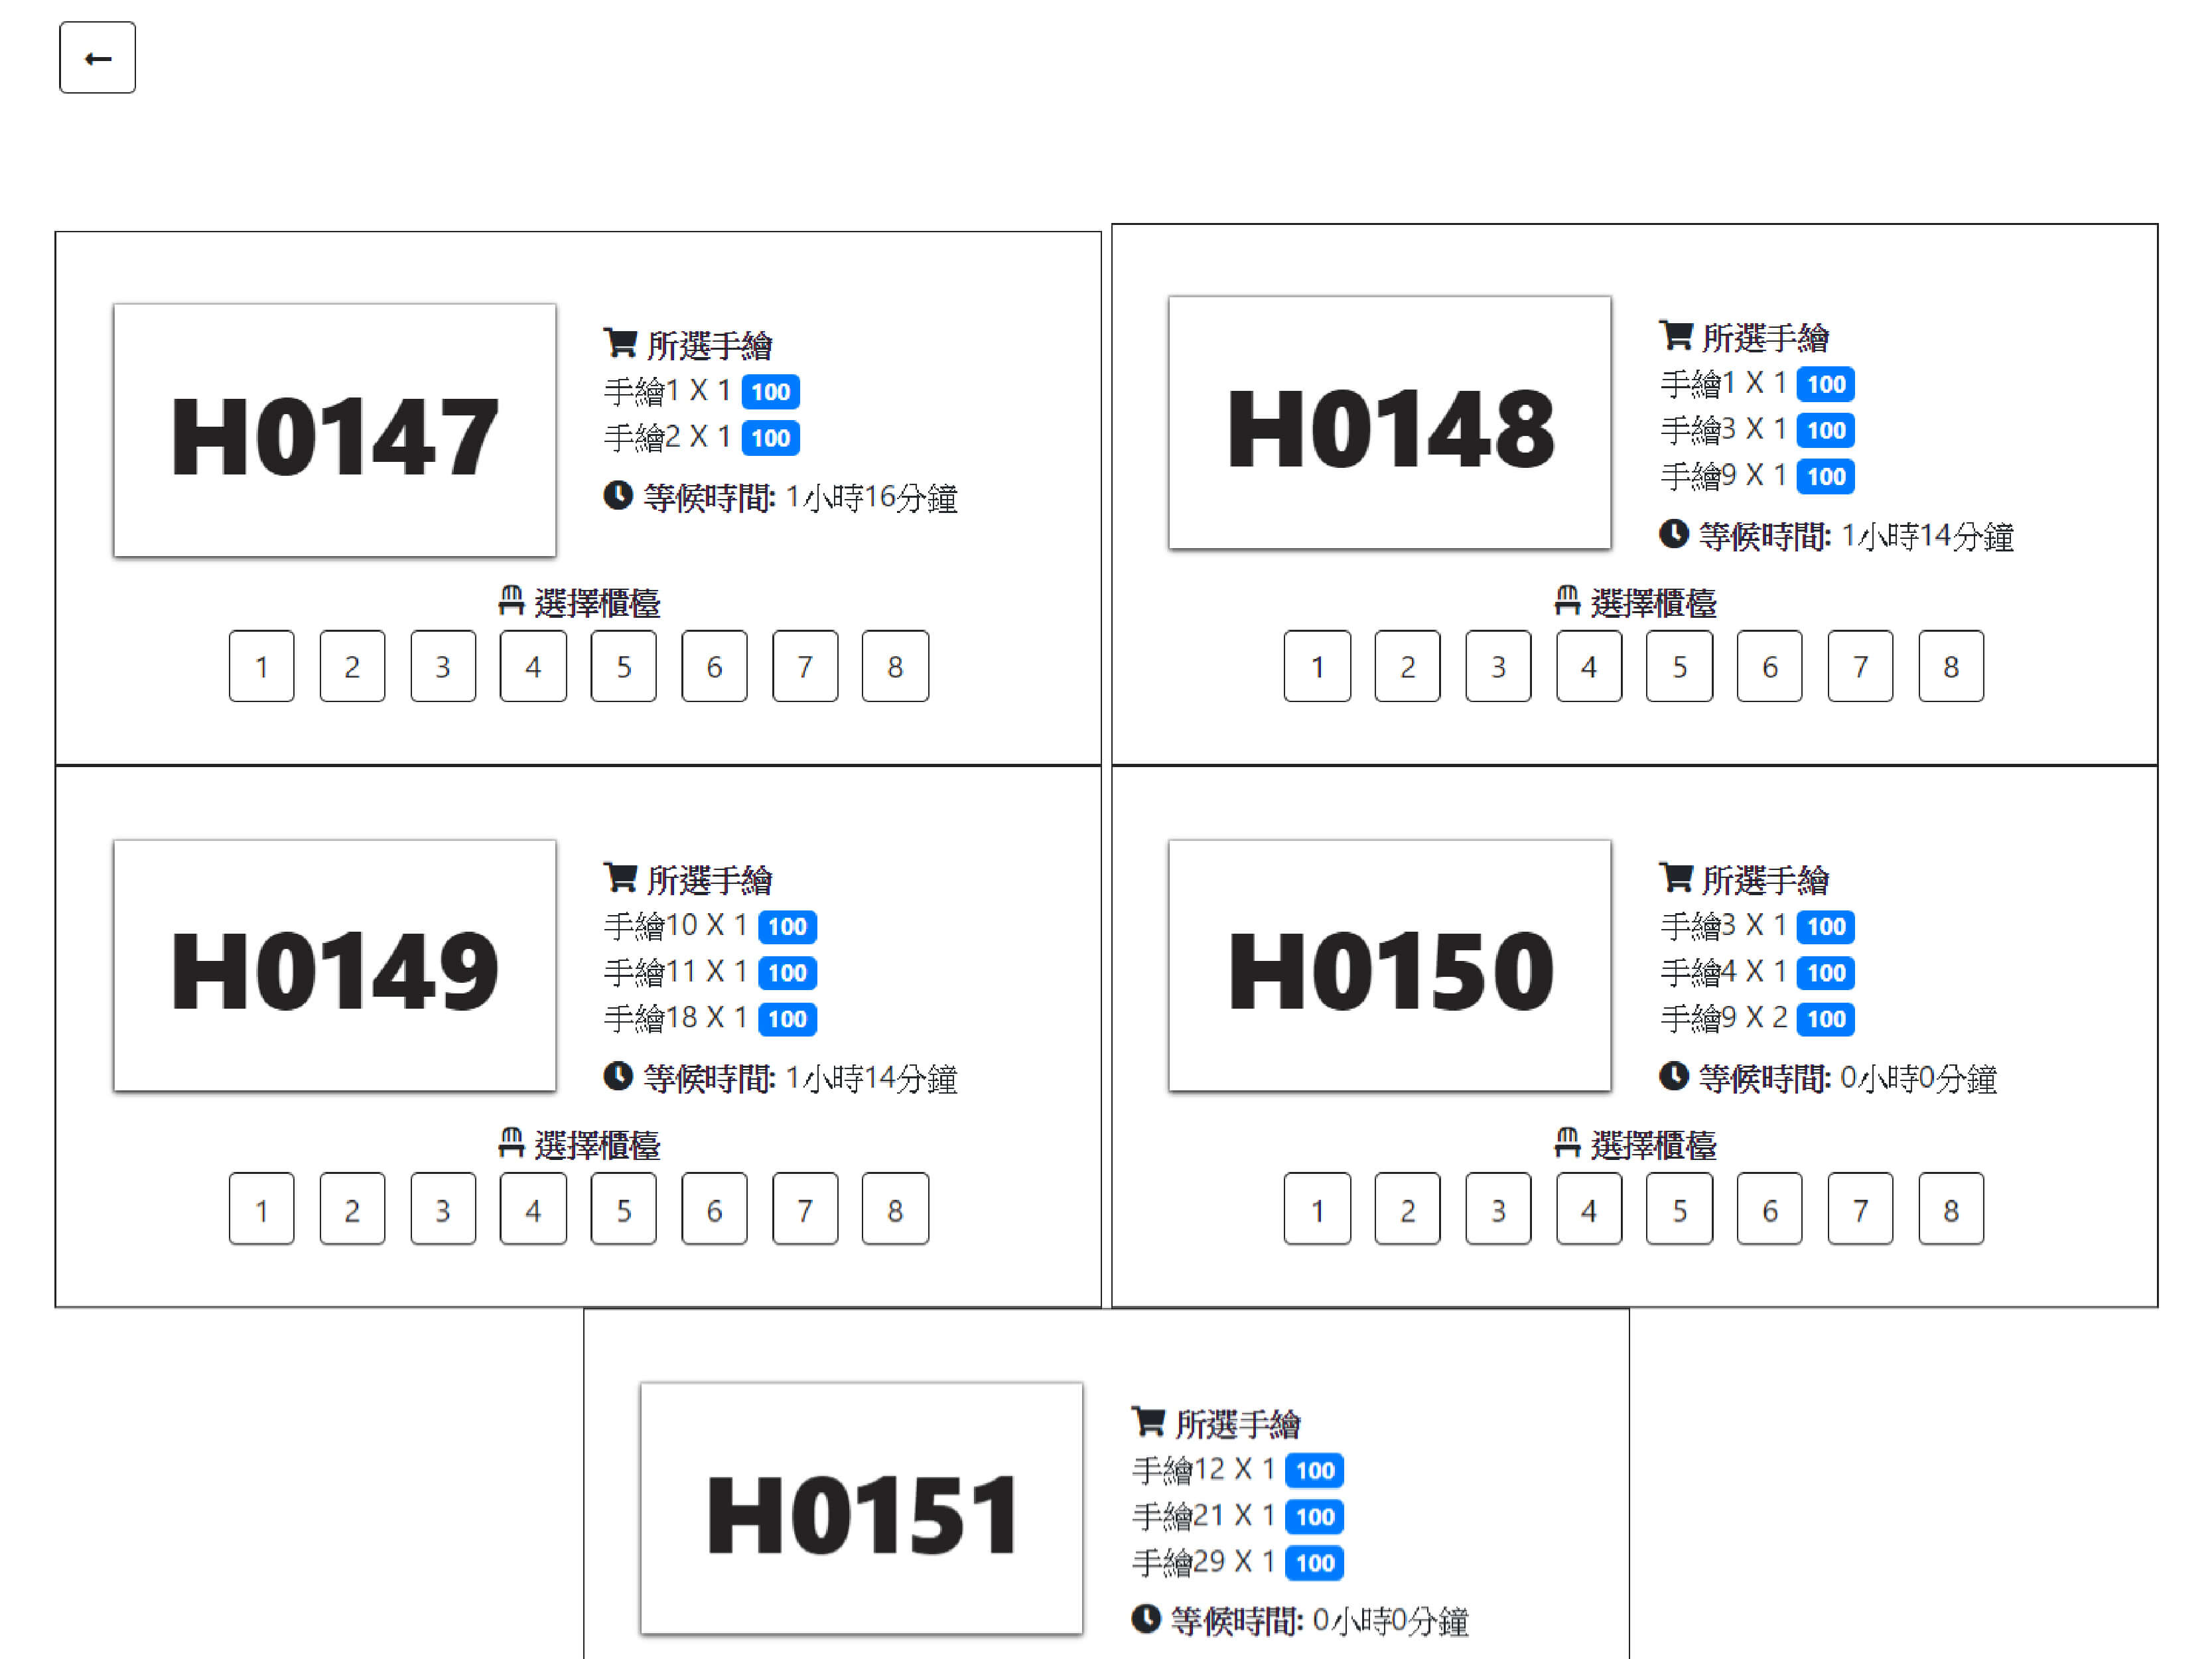 H0147
所選手繪
手繪1 X 1 100
手繪2 X 1 100
等候時間: 1小時16分鐘
選擇櫃檯
1 2 3 4 5 6 7 8
H0148
所選手繪
手繪1 X 1 100
手繪3 X 1 100
手繪9 X 1 100
等候時間: 1小時14分鐘
選擇櫃檯
1 2 3 4 5 6 7 8
H0149
所選手繪
手繪10 X 1 100
手繪11 X 1 100
手繪18 X 1 100
等候時間: 1小時14分鐘
選擇櫃檯
1 2 3 4 5 6 7 8
H0150
所選手繪
手繪3 X 1 100
手繪4 X 1 100
手繪9 X 2 100
等候時間: 0小時0分鐘
選擇櫃檯
1 2 3 4 5 6 7 8
H0151
所選手繪
手繪12 X 1 100
手繪21 X 1 100
手繪29 X 1 100
等候時間: 0小時0分鐘